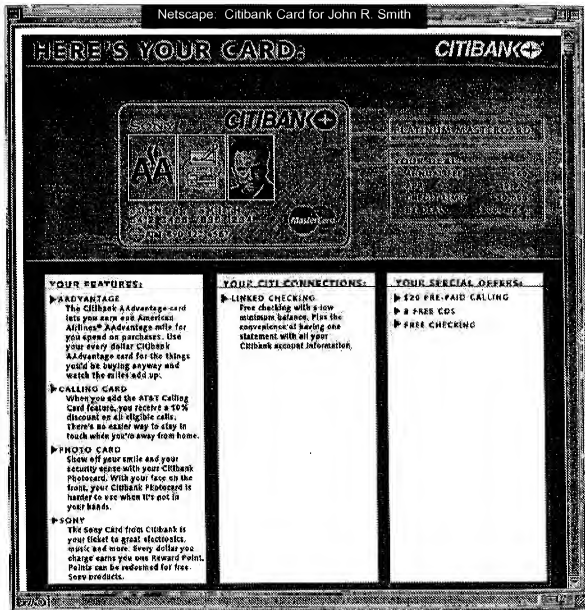 Netscape: Citibank Card for John R. Smith
HERE'S YOUR CARD:
CITIBANK
SONY
CITIBANK
AA
MasterCard
PLATINUM MASTERCARD
YOUR FEATURES:
AADVANTAGE
The Citibank AAdvantage card
lets you earn one American
Airlines® AAdvantage mile for
you spend on purchases. Use
your every dollar Citibank
AAdvantage card for the things
you'd be buying anyway and
watch the miles add up.
CALLING CARD
When you add the AT&T Calling
Card feature, you receive a 10%
discount on all eligible calls.
There's no easier way to stay in
touch when you're away from home.
PHOTO CARD
Show off your smile and your
security sense with your Citibank
Photocard. With your face on the
front, your Citibank Photocard is
harder to use when it's not in
your hands.
SONY
The Sony Card from Citibank is
your ticket to great electronics,
music and more. Every dollar you
charge earns you one Reward Point.
Points can be redeemed for free
Sony products.
YOUR CITI CONNECTIONS:
LINKED CHECKING
Free checking with a low
minimum balance. Plus the
convenience of having one
statement with all your
Citibank account information.
YOUR SPECIAL OFFERS:
$20 PRE-PAID CALLING
8 FREE CDS
FREE CHECKING